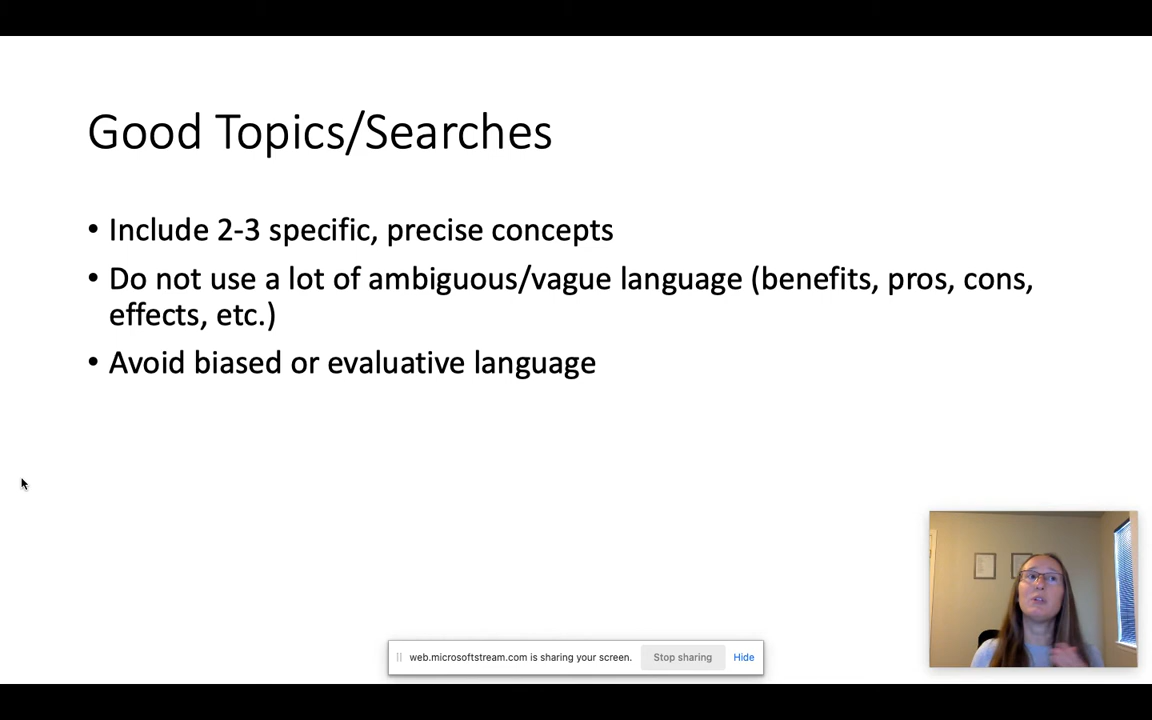 Good Topics/Searches
• Include 2-3 specific, precise concepts
• Do not use a lot of ambiguous/vague language (benefits, pros, cons,
effects, etc.)
• Avoid biased or evaluative language
web.microsoftstream.com is sharing your screen.
Stop sharing
Hide